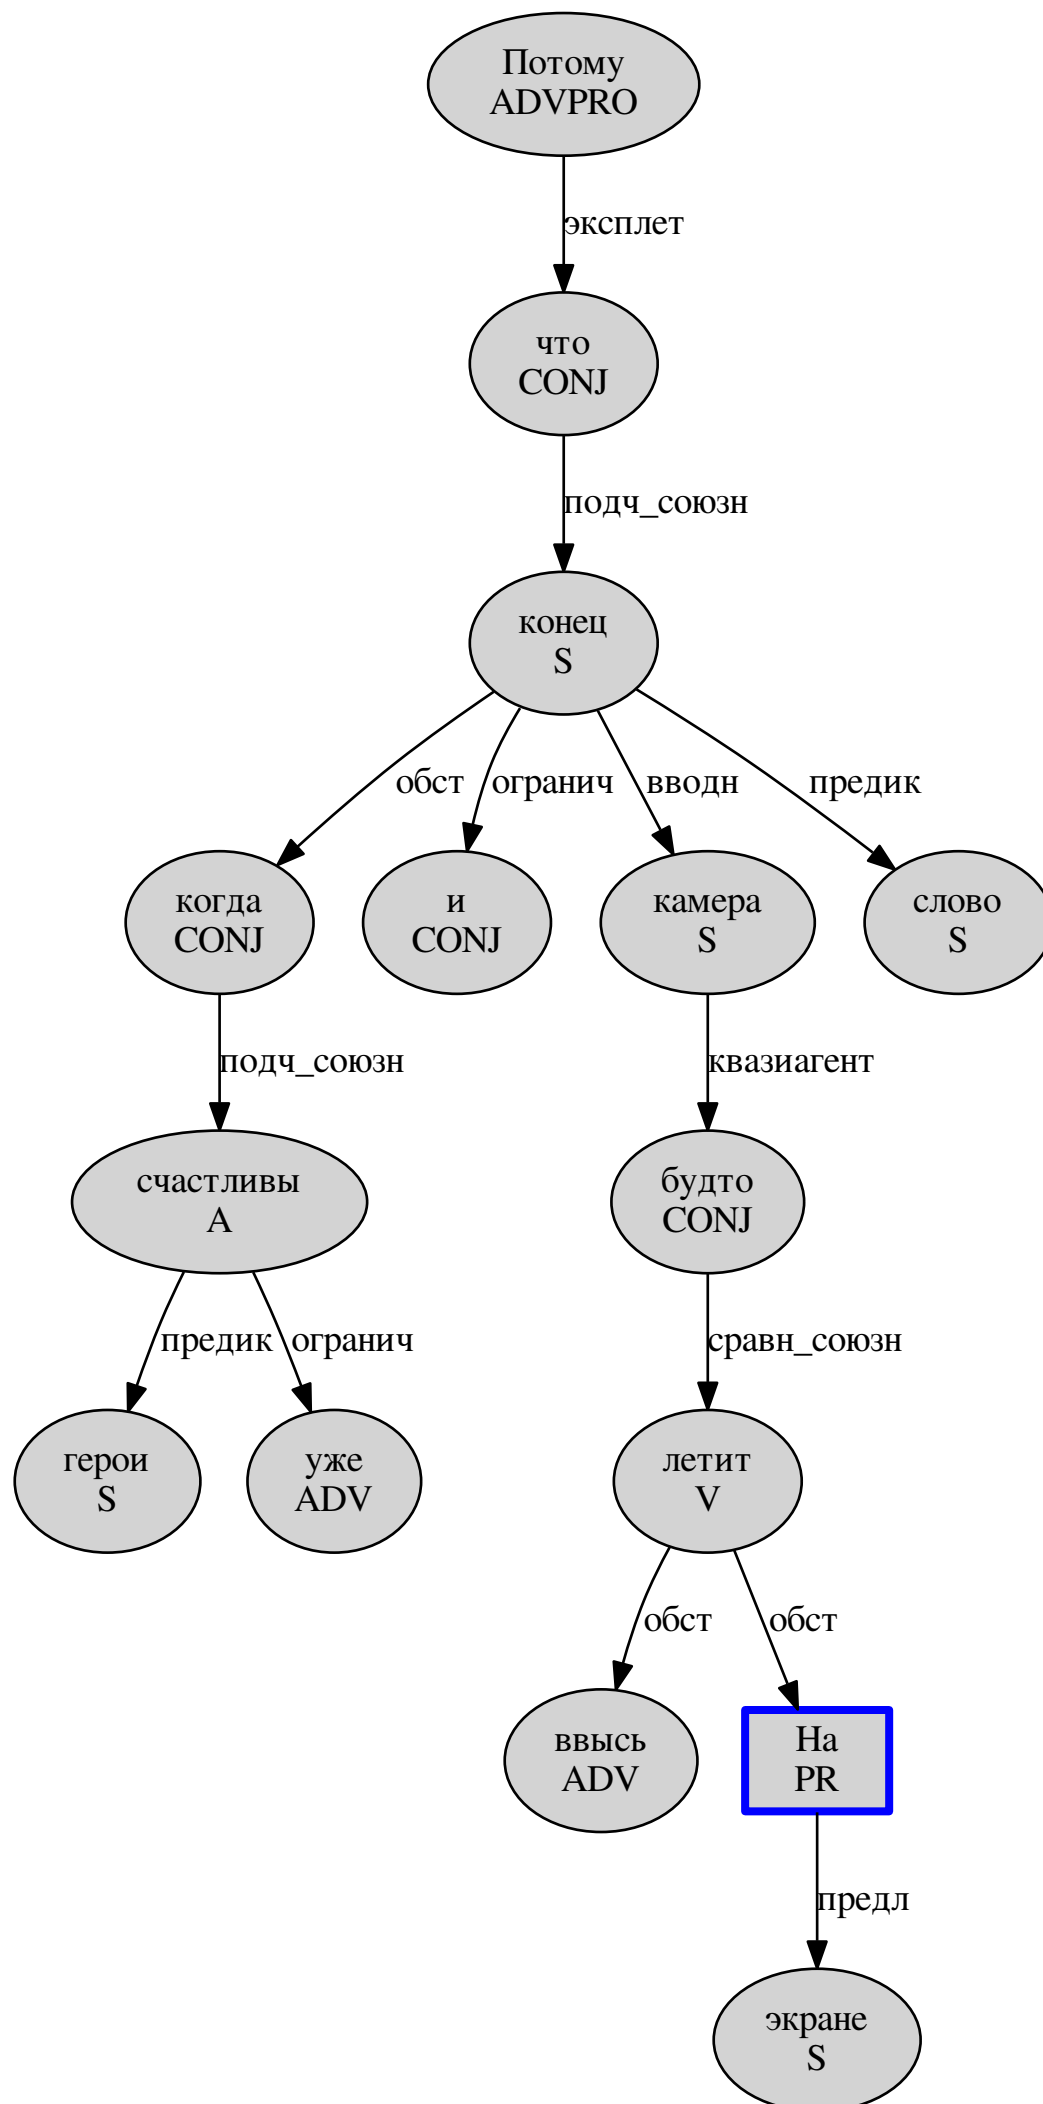 Потому
ADVPRO
эксплет
что
CONJ
подч_союзн
конец
S
обст
огранич
вводн
предик
когда
CONJ
и
CONJ
камера
S
слово
S
подч_союзн
квазиагент
счастливы
A
будто
CONJ
предик
огранич
сравн_союзн
герои
S
уже
ADV
летит
V
обст
обст
ввысь
ADV
На
PR
предл
экране
S